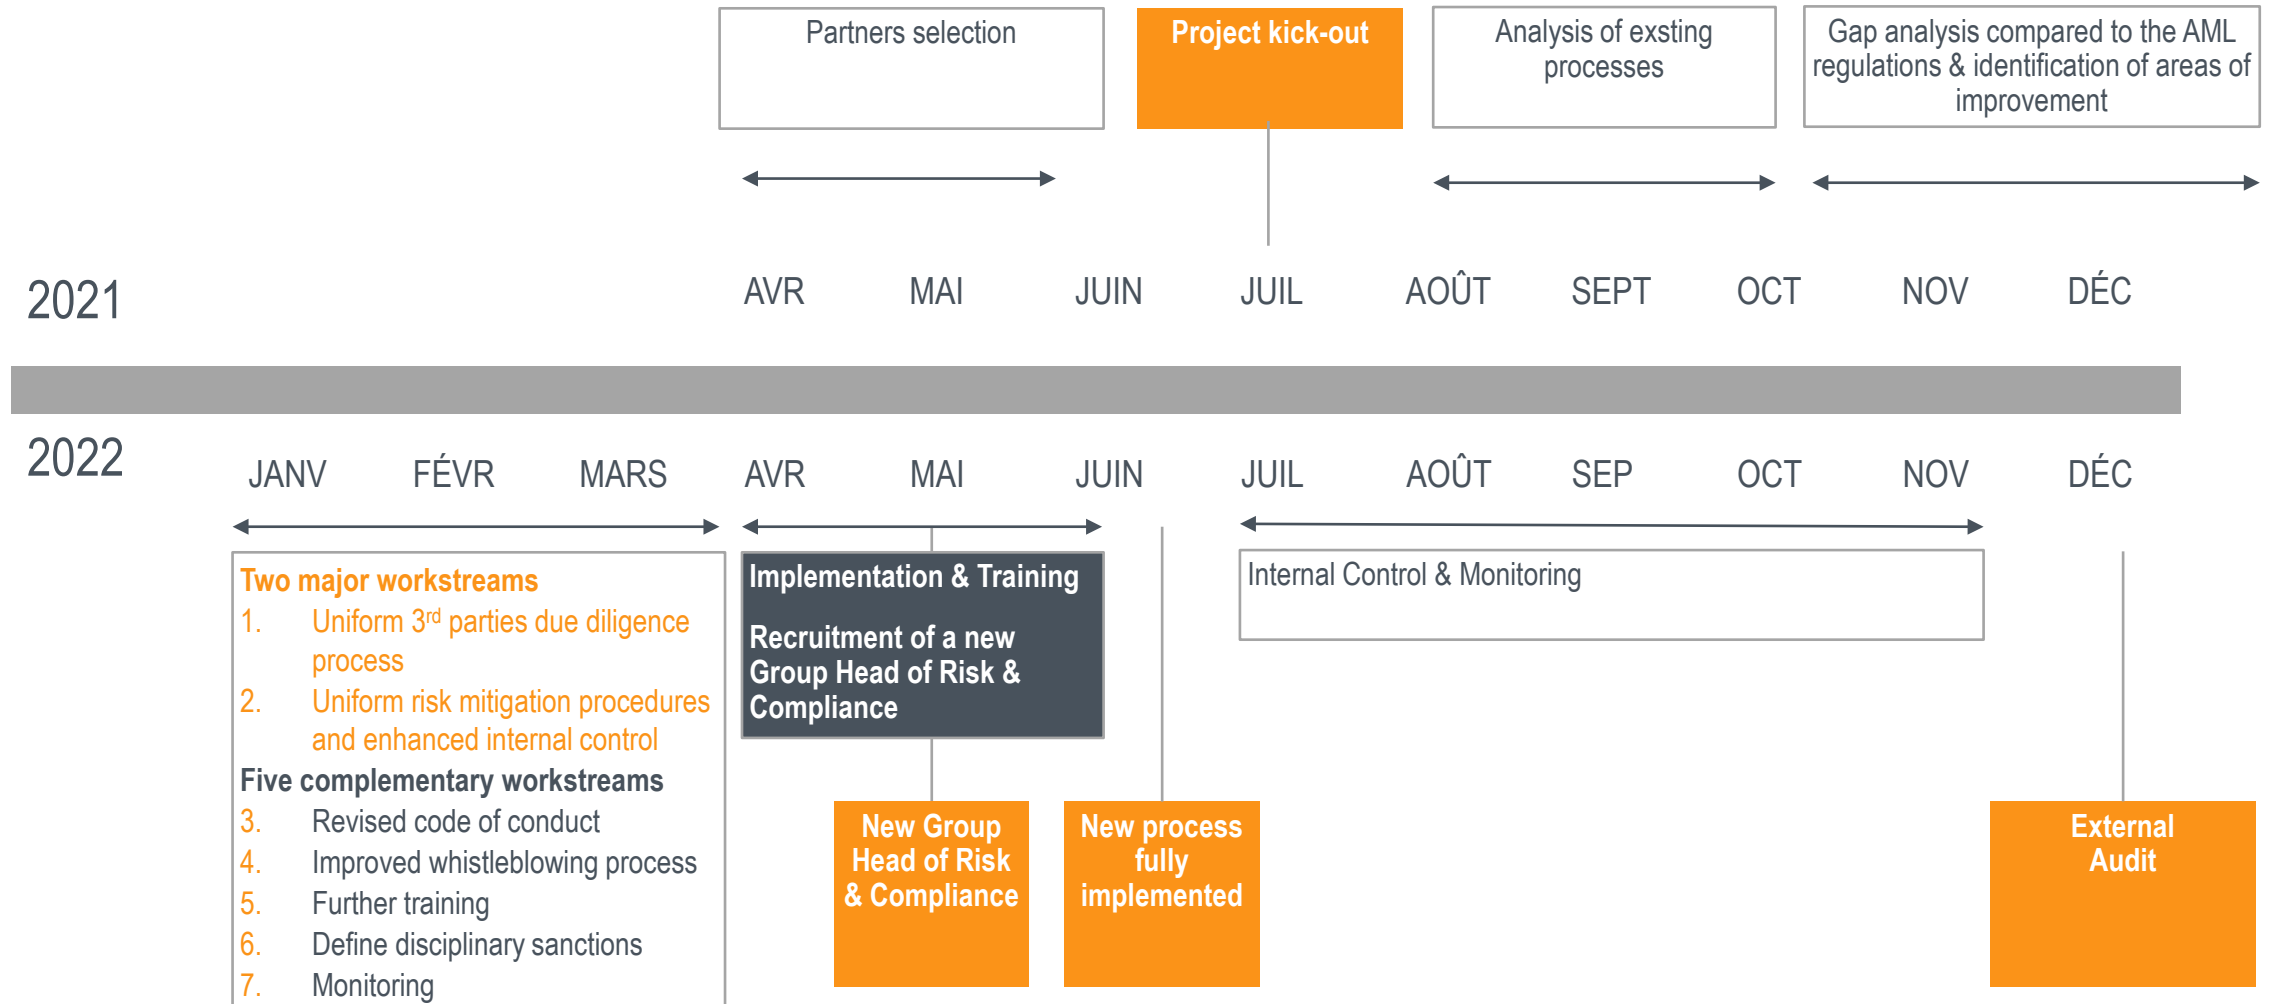 Partners selection
Project kick-out
Analysis of exsting
processes
Gap analysis compared to the AML
regulations & identification of areas of
improvement
2021
AVR MAI JUIN JUIL AOÛT SEPT OCT NOV DÉC
2022
JANV FÉVR MARS AVR MAI JUIN JUIL AOÛT SEP OCT NOV DÉC
Two major workstreams
1. Uniform 3rd parties due diligence
process
2. Uniform risk mitigation procedures
and enhanced internal control
Five complementary workstreams
3. Revised code of conduct
4. Improved whistleblowing process
5. Further training
6. Define disciplinary sanctions
7. Monitoring
Implementation & Training
Recruitment of a new
Group Head of Risk &
Compliance
Internal Control & Monitoring
New Group
Head of Risk
& Compliance
New process
fully
implemented
External
Audit